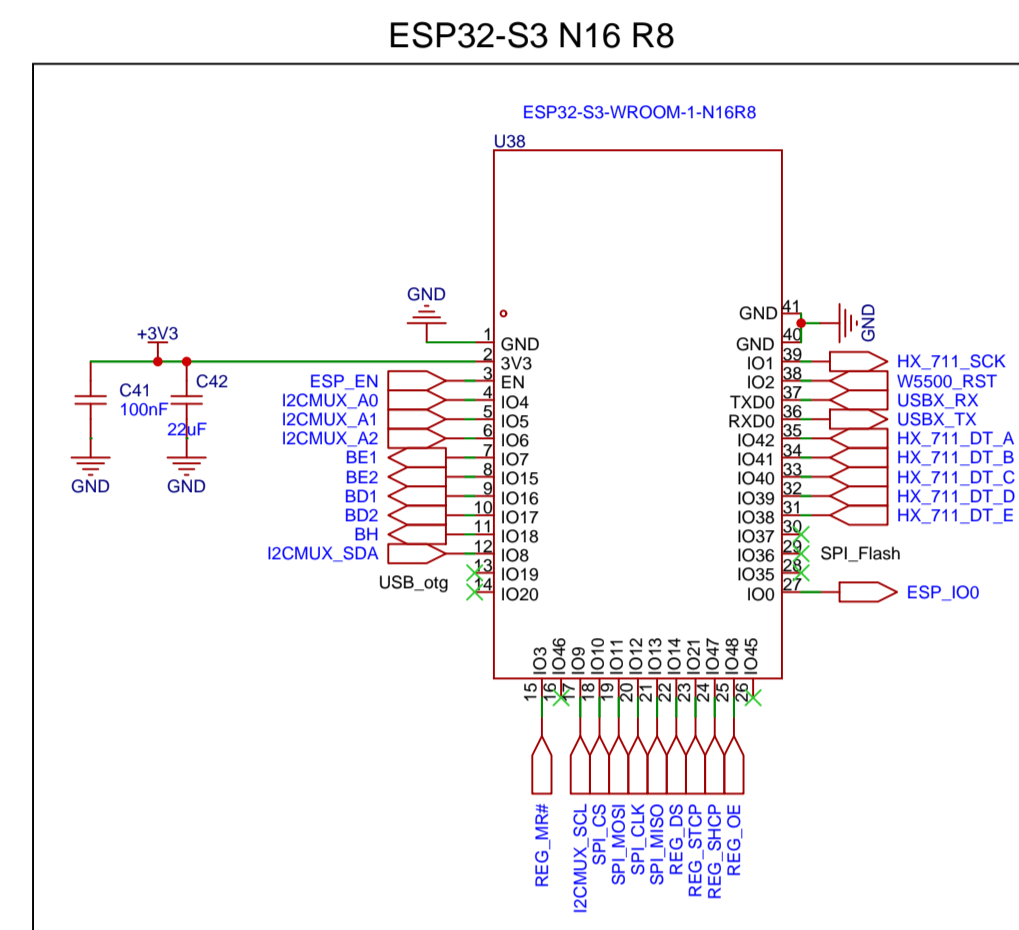 ESP32-S3 N16 R8
ESP32-S3-WROOM-1-N16R8
U38
GND
+3V3
C41
100nF
C42
22uF
GND
GND
ESP_EN
I2CMUX_A0
I2CMUX_A1
I2CMUX_A2
BE1
BE2
BD1
BD2
BH
I2CMUX_SDA
USB_otg
1 GND
2 3V3
3 EN
4 IO4
5 IO5
6 IO6
7 IO7
8 IO15
9 IO16
10 IO17
11 IO18
12 IO8
13 IO19
14 IO20
GND 41
GND 40
GND
IO1 39 HX_711_SCK
IO2 38 W5500_RST
TXD0 37 USBX_RX
RXD0 36 USBX_TX
IO42 35 HX_711_DT_A
IO41 34 HX_711_DT_B
IO40 33 HX_711_DT_C
IO39 32 HX_711_DT_D
IO38 31 HX_711_DT_E
IO37 30
IO36 29 SPI_Flash
IO35 28
IO0 27 ESP_IO0
IO3 15 REG_MR#
IO46 16
IO9 17 I2CMUX_SCL
IO10 18 SPI_CS
IO11 19 SPI_MOSI
IO12 20 SPI_CLK
IO13 21 SPI_MISO
IO14 22 REG_DS
IO21 23 REG_STCP
IO47 24 REG_SHCP
IO48 25 REG_OE
IO45 26